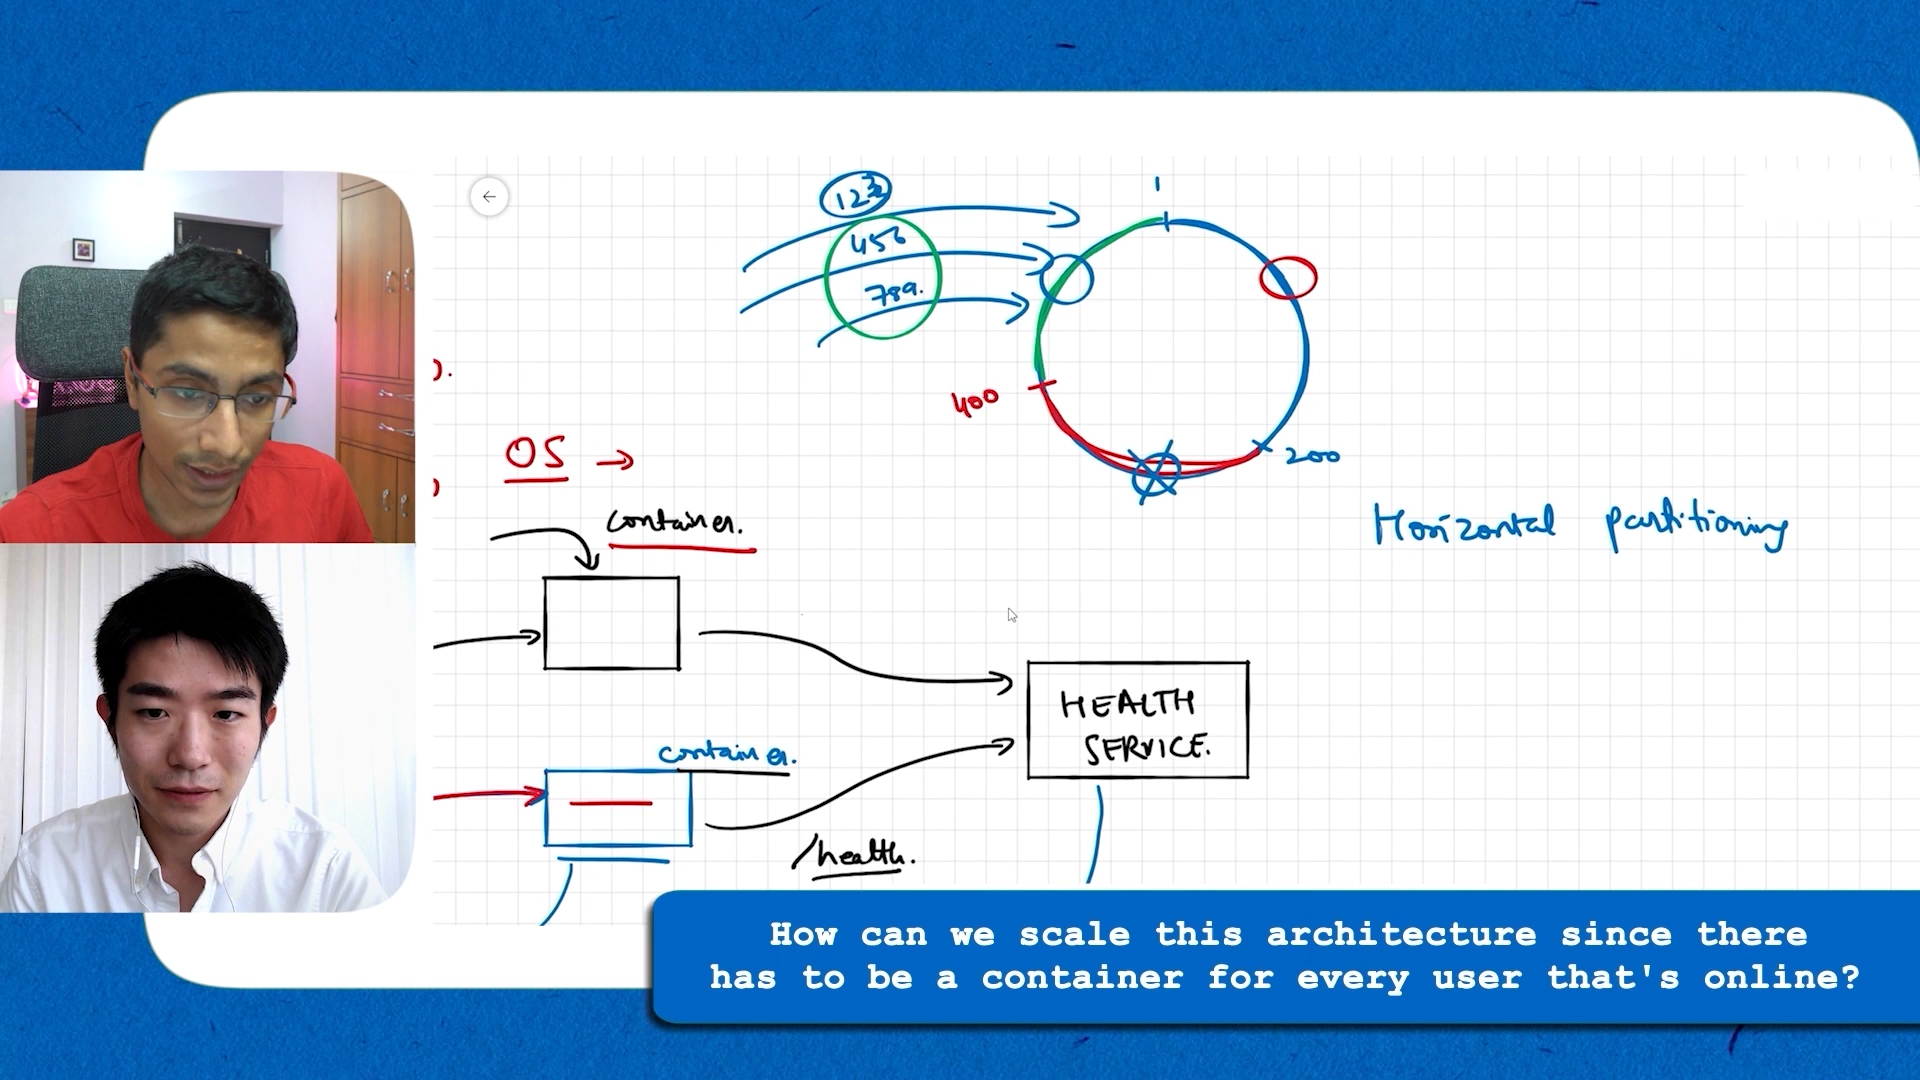 123
1
456
789.
400
200
OS
Horizontal partitioning
container.
HEALTH
SERVICE.
container.
/health.
How can we scale this architecture since there
has to be a container for every user that's online?